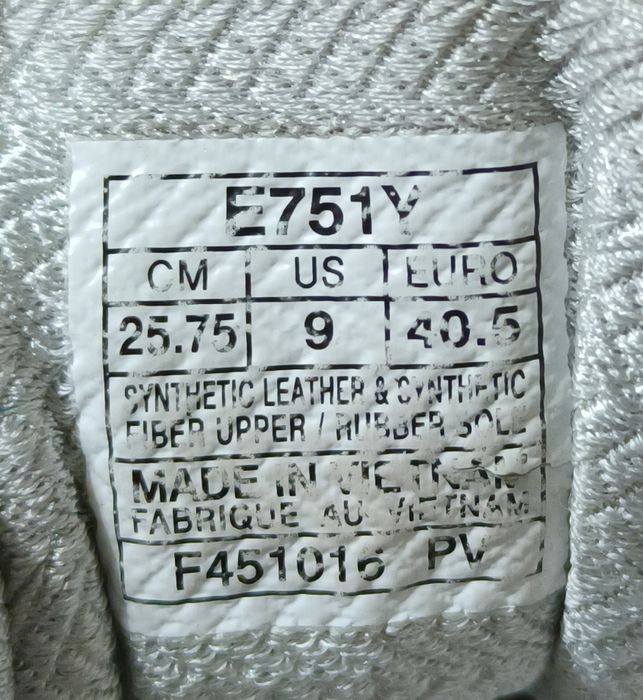 E751Y
CM US EURO
25.75 9 40.5
SYNTHETIC LEATHER & SYNTHETIC
FIBER UPPER / RUBBER SOLE
MADE IN VIETNAM
FABRIQUE AU VIETNAM
F451016 PV